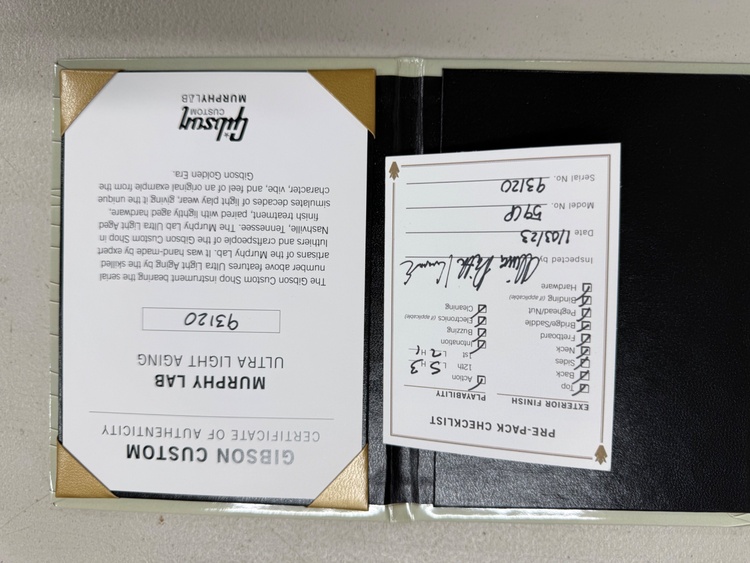 GIBSON CUSTOM
CERTIFICATE OF AUTHENTICITY
MURPHY LAB
ULTRA LIGHT AGING
93120
The Gibson Custom Shop instrument bearing the serial
number above features Ultra Light Aging by the skilled
artisans of the Murphy Lab. It was hand-made by expert
luthiers and craftspeople of the Gibson Custom Shop in
Nashville, Tennessee. The Murphy Lab Ultra Light Aged
finish treatment, paired with lightly aged hardware,
simulates decades of light play wear, giving it the unique
character, vibe, and feel of an original example from the
Gibson Golden Era.
Gibson
CUSTOM
MURPHY LAB
PRE-PACK CHECKLIST
EXTERIOR FINISH
Top
Back
Sides
Neck
Fretboard
Bridge/Saddle
Peghead/Nut
Binding (if applicable)
Hardware
PLAYABILITY
Action
12th L 5 H 3
1st L 2 H 1
Intonation
Buzzing
Electronics (if applicable)
Cleaning
Inspected by
Date 1/03/23
Model No.
Serial No. 93120